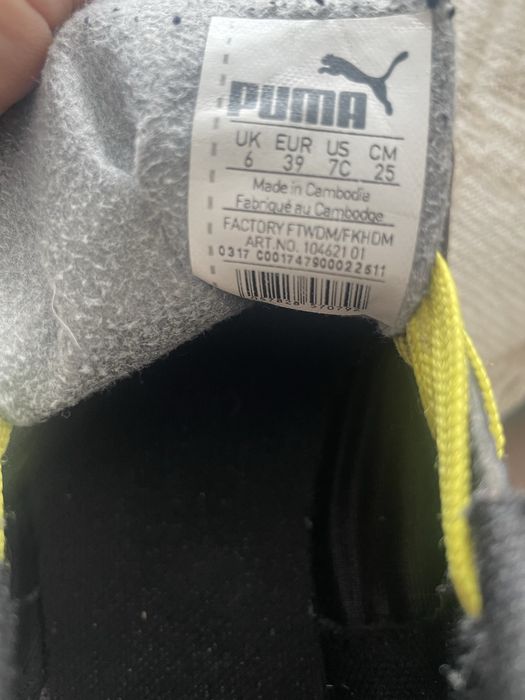 PUMA
UK EUR US CM
6 39 7C 25
Made in Cambodia
Fabriqué au Cambodge
FACTORY FTWDM/FKHDM
ART.NO. 104621 01
0317 C001747900022511